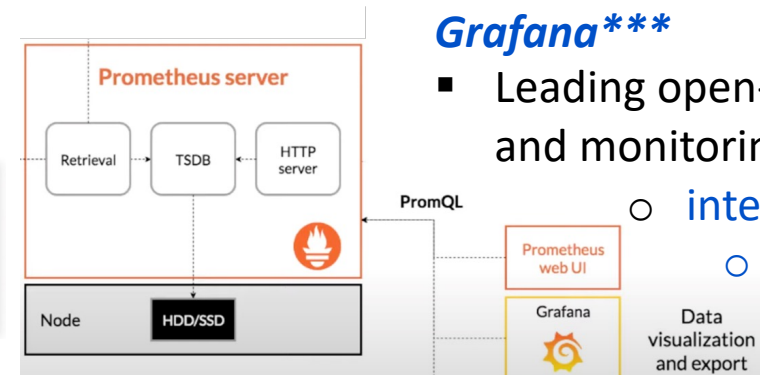 Grafana***
▪ Leading open-
and monitorin
o inte
o
Prometheus server
Retrieval
TSDB
HTTP
server
PromQL
Node
HDD/SSD
Prometheus
web UI
Grafana
Data
visualization
and export